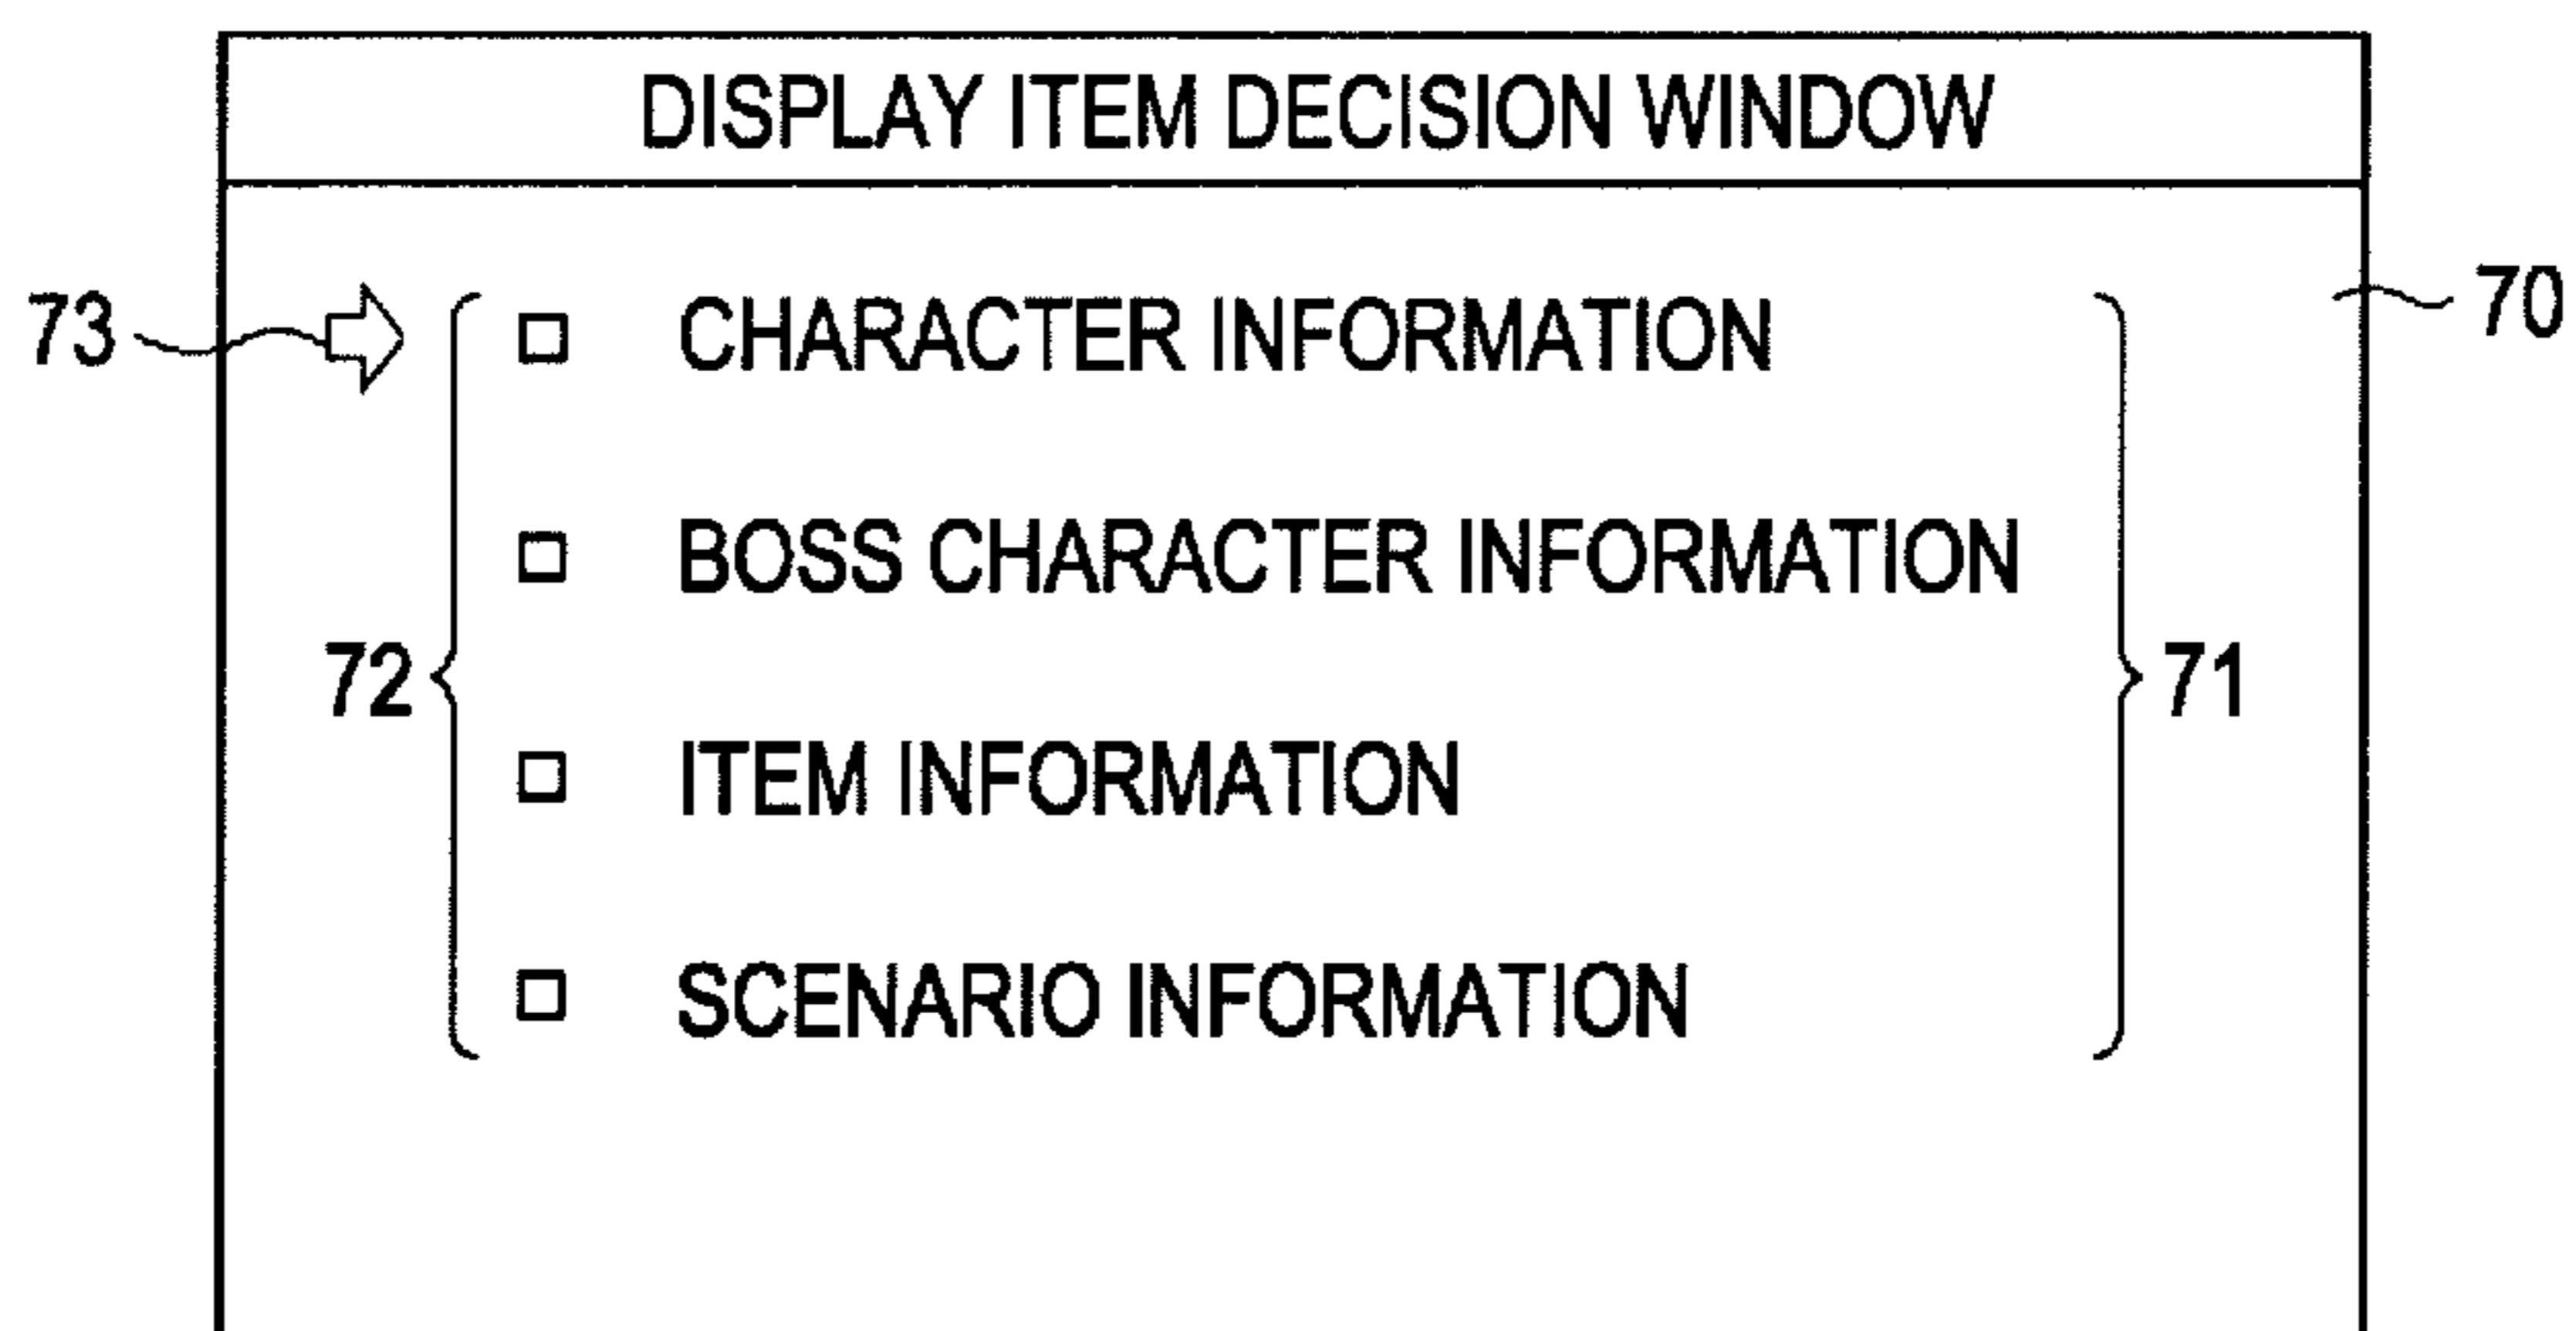 DISPLAY ITEM DECISION WINDOW
73 CHARACTER INFORMATION 70
BOSS CHARACTER INFORMATION
72 71
ITEM INFORMATION
SCENARIO INFORMATION